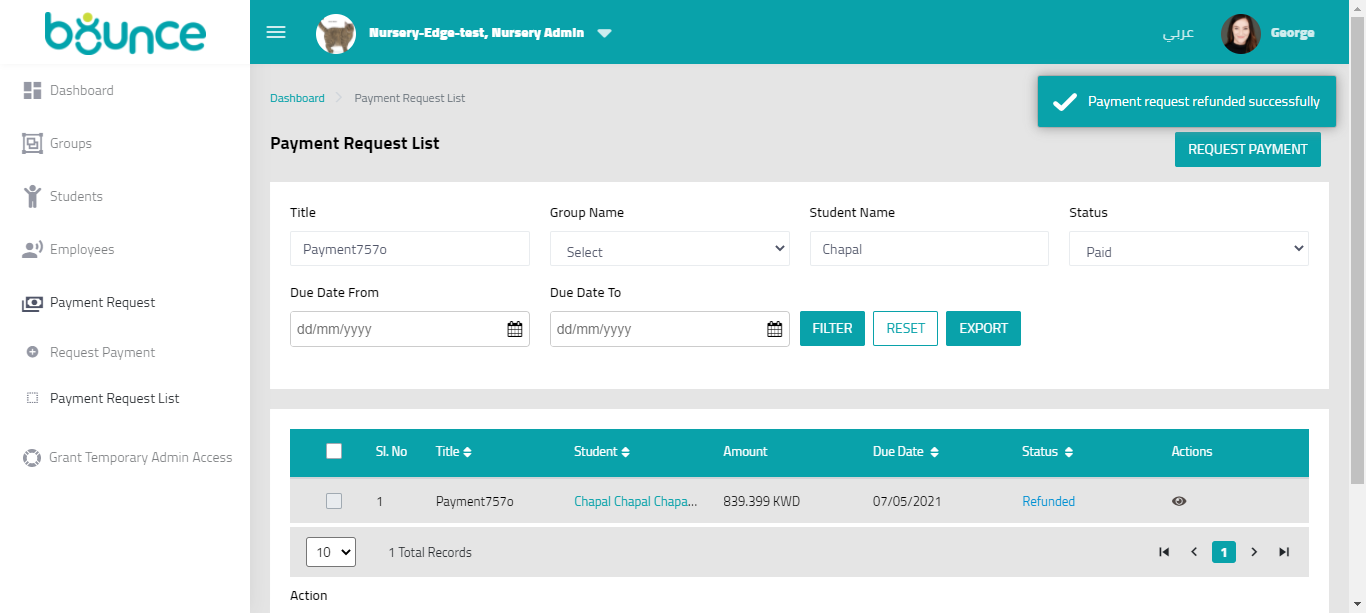 bounce
Nursery-Edge-test, Nursery Admin
عربي
George
Dashboard
Groups
Students
Employees
Payment Request
Request Payment
Payment Request List
Grant Temporary Admin Access
Dashboard Payment Request List
Payment request refunded successfully
Payment Request List
REQUEST PAYMENT
Title Group Name Student Name Status
Payment757o Select Chapal Paid
Due Date From Due Date To
dd/mm/yyyy dd/mm/yyyy FILTER RESET EXPORT
Sl. No Title Student Amount Due Date Status Actions
1 Payment757o Chapal Chapal Chapa... 839.399 KWD 07/05/2021 Refunded
10 1 Total Records 1
Action